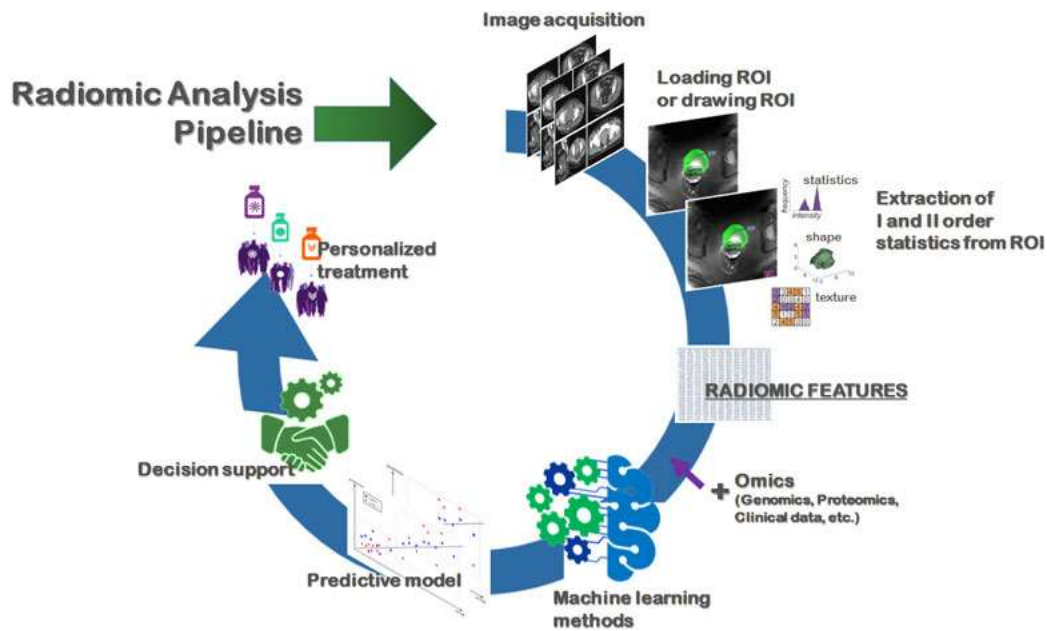 Image acquisition
Radiomic Analysis
Pipeline
Loading ROI
or drawing ROI
statistics
frequency
intensity
Extraction of
I and II order
statistics from ROI
shape
texture
Personalized
treatment
RADIOMIC FEATURES
+ Omics
(Genomics, Proteomics,
Clinical data, etc.)
Decision support
Predictive model
Machine learning
methods